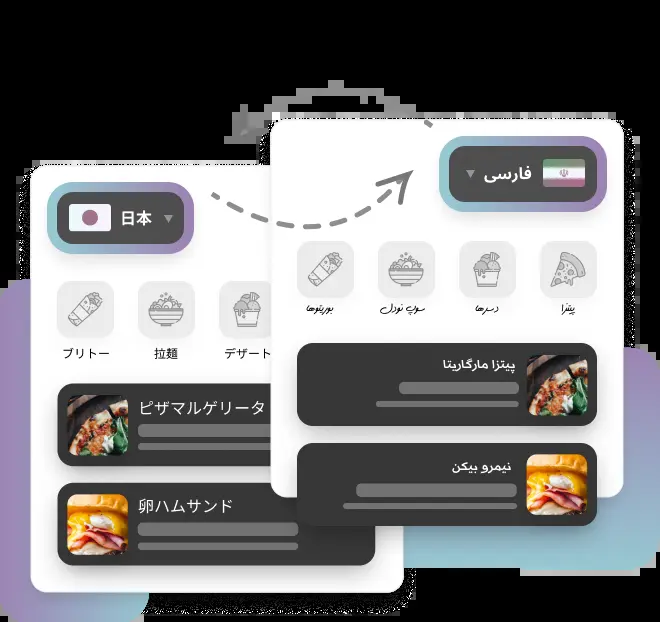 日本
ブリトー
拉麺
デザート
ピザマルゲリータ
卵ハムサンド
فارسی
پیتزا
دسرها
سوپ نودل
بوریتوها
پیتزا مارگاریتا
نیمرو بیکن